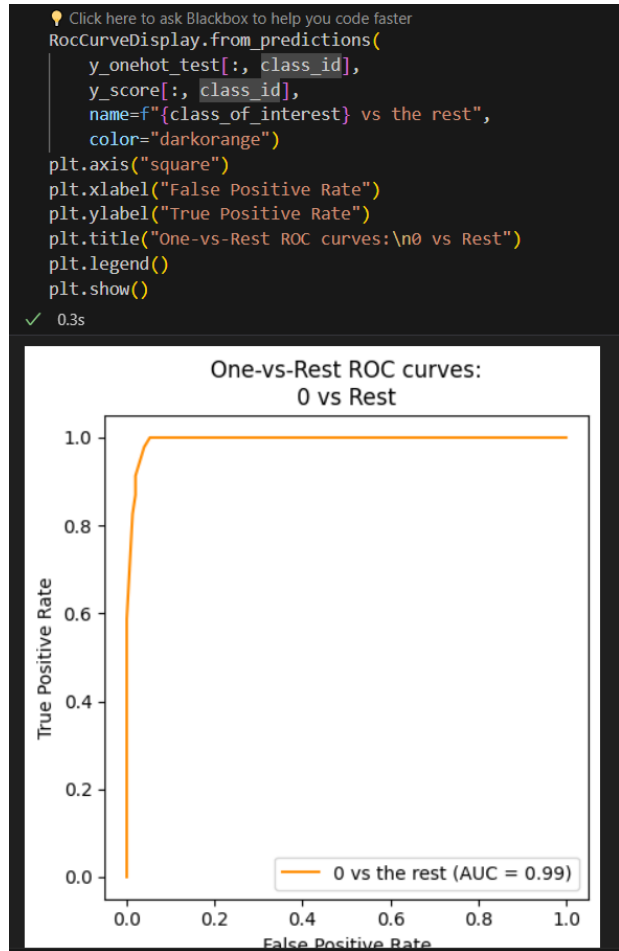 Click here to ask Blackbox to help you code faster
RocCurveDisplay.from_predictions(
    y_onehot_test[:, class_id],
    y_score[:, class_id],
    name=f"{class_of_interest} vs the rest",
    color="darkorange")
plt.axis("square")
plt.xlabel("False Positive Rate")
plt.ylabel("True Positive Rate")
plt.title("One-vs-Rest ROC curves:\n0 vs Rest")
plt.legend()
plt.show()
0.3s
One-vs-Rest ROC curves:
0 vs Rest
1.0
0.8
0.6
0.4
0.2
0.0
True Positive Rate
0 vs the rest (AUC = 0.99)
0.0 0.2 0.4 0.6 0.8 1.0
False Positive Rate